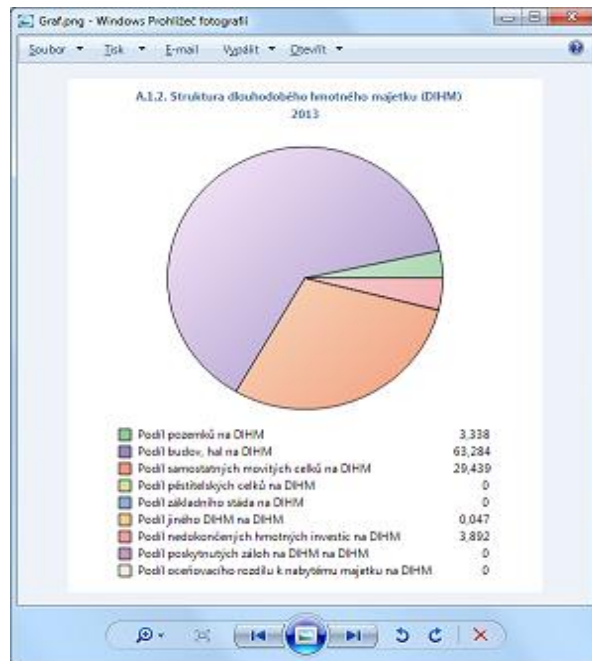 Graf.png - Windows Prohlížeč fotografií
Soubor Tisk E-mail Vypálit Otevřít
A.1.2. Struktura dlouhodobého hmotného majetku (DIHM)
2013
Podíl pozemků na DIHM 3,338
Podíl budov, hal na DIHM 63,284
Podíl samostatných movitých celků na DIHM 29,439
Podíl pěstitelských celků na DIHM 0
Podíl základního stáda na DIHM 0
Podíl jiného DIHM na DIHM 0,047
Podíl nedokončených hmotných investic na DIHM 3,892
Podíl poskytnutých záloh na DIHM na DIHM 0
Podíl oceňovacího rozdílu k nabytému majetku na DIHM 0